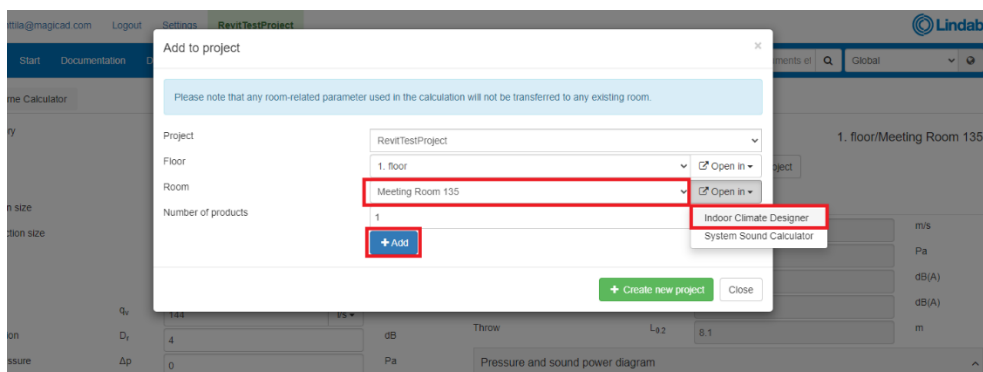 ttila@magicad.com Logout Settings RevitTestProject Lindab
Add to project ×
Start Documentation Global
me Calculator
Please note that any room-related parameter used in the calculation will not be transferred to any existing room.
Project RevitTestProject 1. floor/Meeting Room 135
Floor 1. floor Open in
Room Meeting Room 135 Open in
Number of products 1 Indoor Climate Designer
System Sound Calculator
+ Add
n size m/s
ction size Pa
dB(A)
+ Create new project Close
dB(A)
qv 144 l/s
Throw L0.2 8.1 m
ion Dr 4 dB
ssure Δp 0 Pa
Pressure and sound power diagram